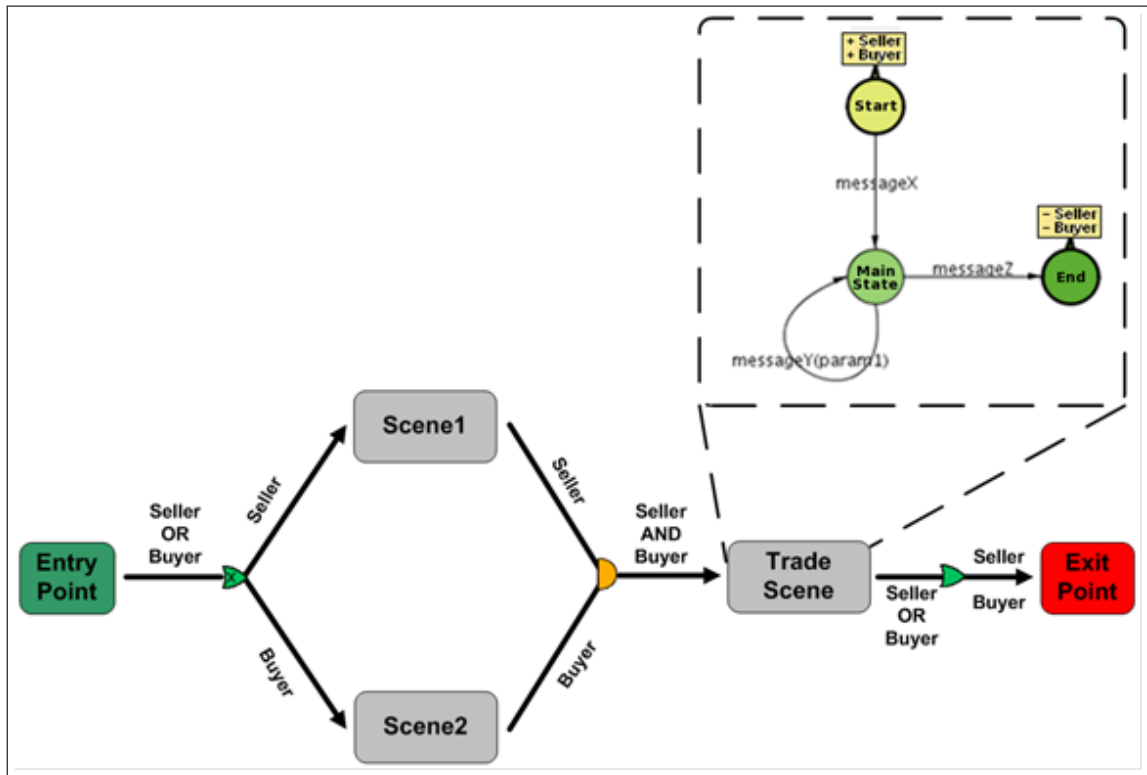 + Seller
+ Buyer
Start
messageX
− Seller
− Buyer
Main
State
messageZ
End
messageY(param1)
Scene1
Seller
Seller
Seller
OR
Buyer
Seller
AND
Buyer
Entry
Point
X
Trade
Scene
Seller
Exit
Point
Seller
OR
Buyer
Buyer
Buyer
Buyer
Scene2